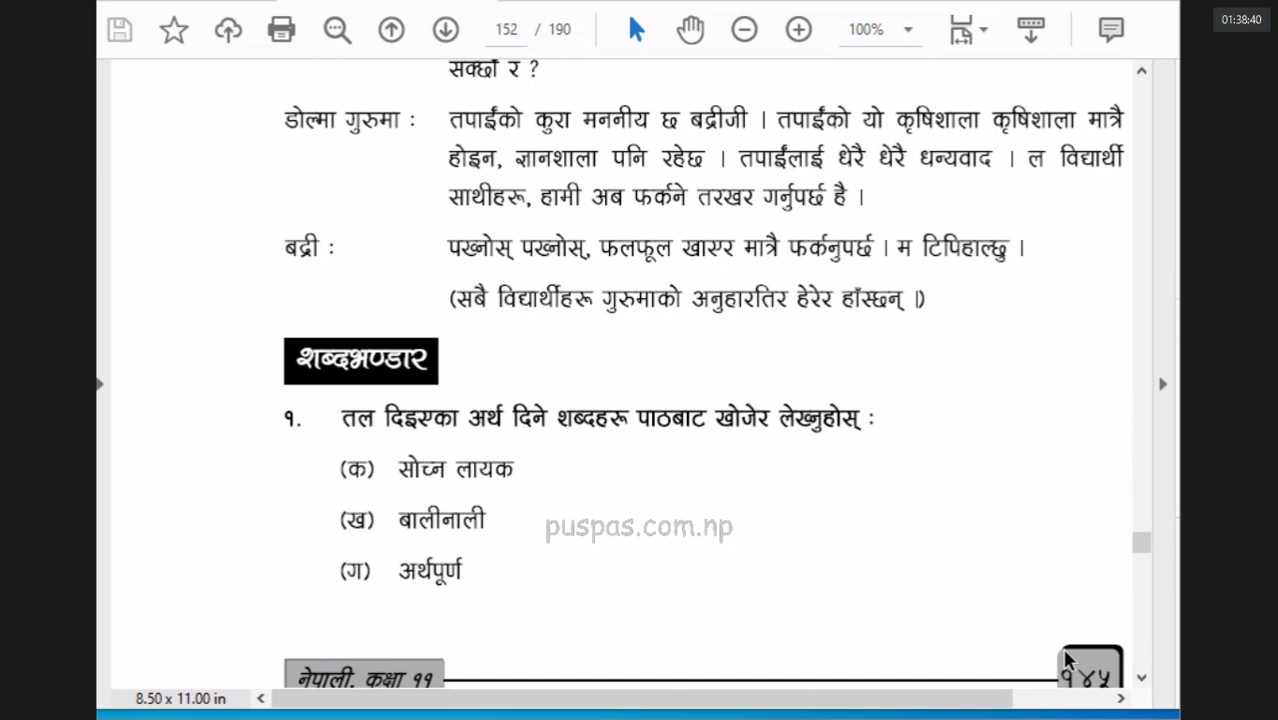 152 / 190
100%
01:38:40
सक्छौँ र ?
डोल्मा गुरुमा : तपाईंको कुरा मननीय छ बद्रीजी । तपाईंको यो कृषिशाला कृषिशाला मात्रै
होइन, ज्ञानशाला पनि रहेछ । तपाईंलाई धेरै धेरै धन्यवाद । ल विद्यार्थी
साथीहरू, हामी अब फर्कने तरखर गर्नुपर्छ है ।
बद्री : पख्नोस् पख्नोस्, फलफूल खाएर मात्रै फर्कनुपर्छ । म टिपिहाल्छु ।
(सबै विद्यार्थीहरू गुरुमाको अनुहारतिर हेरेर हाँस्छन् ।)
शब्दभण्डार
१. तल दिइएका अर्थ दिने शब्दहरू पाठबाट खोजेर लेख्नुहोस् :
(क) सोच्न लायक
(ख) बालीनाली
puspas.com.np
(ग) अर्थपूर्ण
नेपाली, कक्षा ११
१४५
8.50 x 11.00 in